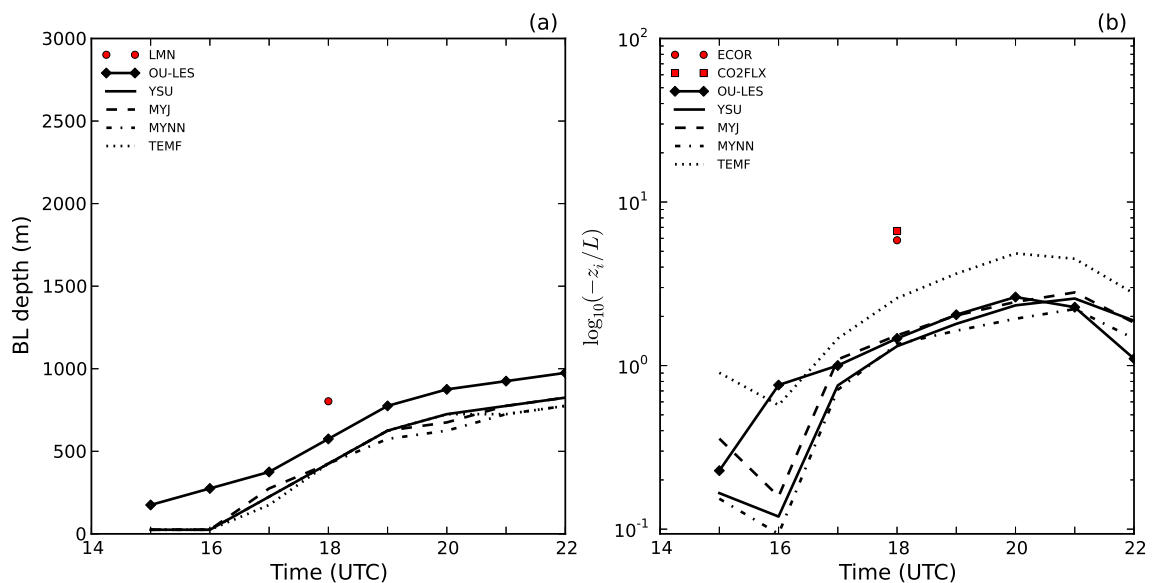 (a)
3000
2500
2000
1500
1000
500
0
BL depth (m)
LMN
OU-LES
YSU
MYJ
MYNN
TEMF
14 16 18 20 22
Time (UTC)
(b)
10^2
10^1
10^0
10^-1
log10(−z_i/L)
ECOR
CO2FLX
OU-LES
YSU
MYJ
MYNN
TEMF
14 16 18 20 22
Time (UTC)